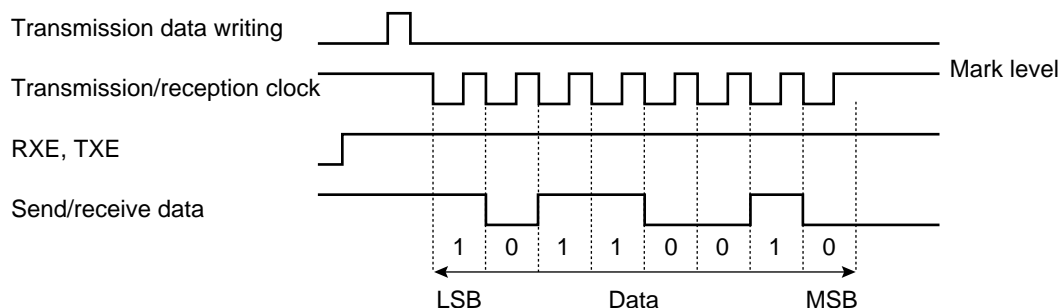 Transmission data writing
Mark level
Transmission/reception clock
RXE, TXE
Send/receive data
1 0 1 1 0 0 1 0
LSB Data MSB